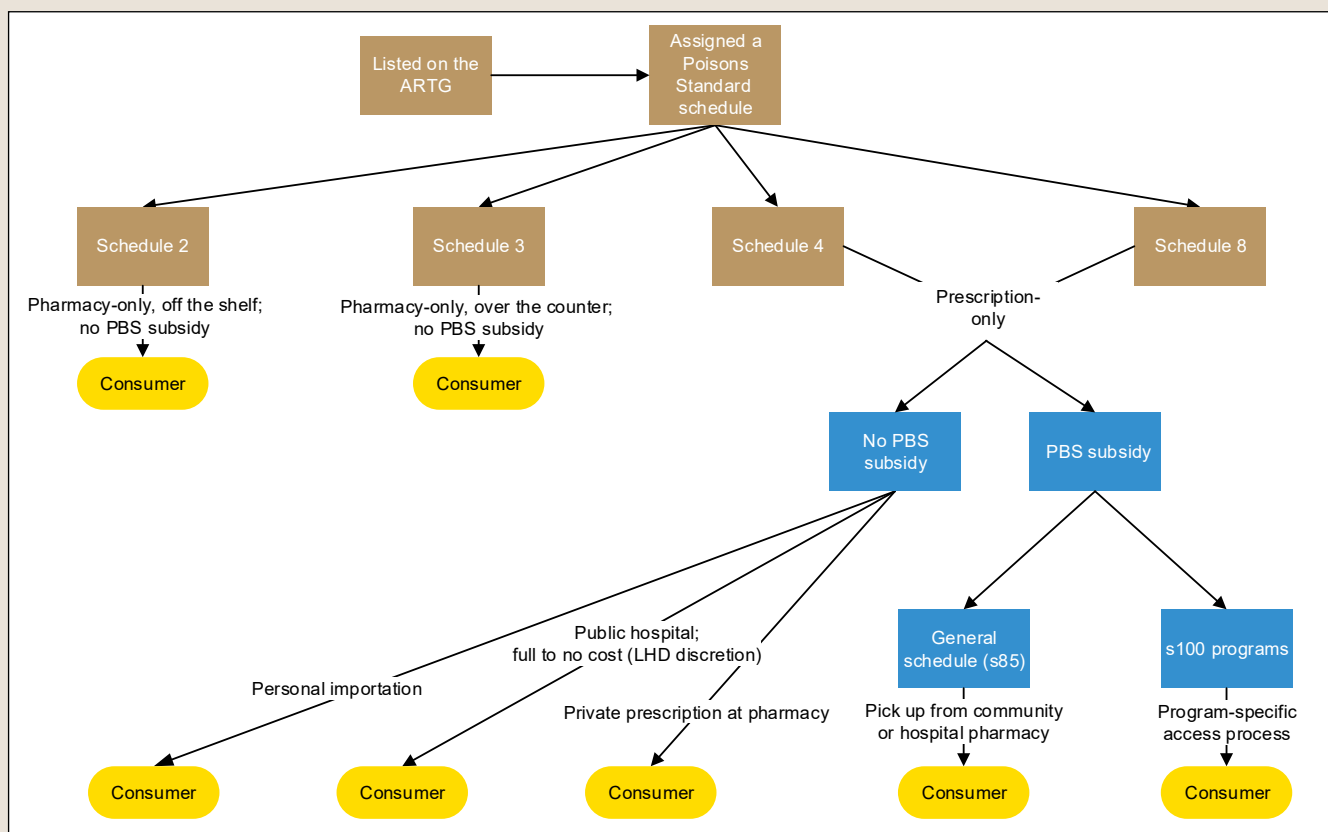 Listed on the
ARTG
Assigned a
Poisons
Standard
schedule
Schedule 2
Schedule 3
Schedule 4
Schedule 8
Pharmacy-only, off the shelf;
no PBS subsidy
Pharmacy-only, over the counter;
no PBS subsidy
Prescription-
only
Consumer
Consumer
No PBS
subsidy
PBS subsidy
Public hospital;
full to no cost (LHD discretion)
General
schedule (s85)
s100 programs
Personal importation
Private prescription at pharmacy
Pick up from community
or hospital pharmacy
Program-specific
access process
Consumer
Consumer
Consumer
Consumer
Consumer